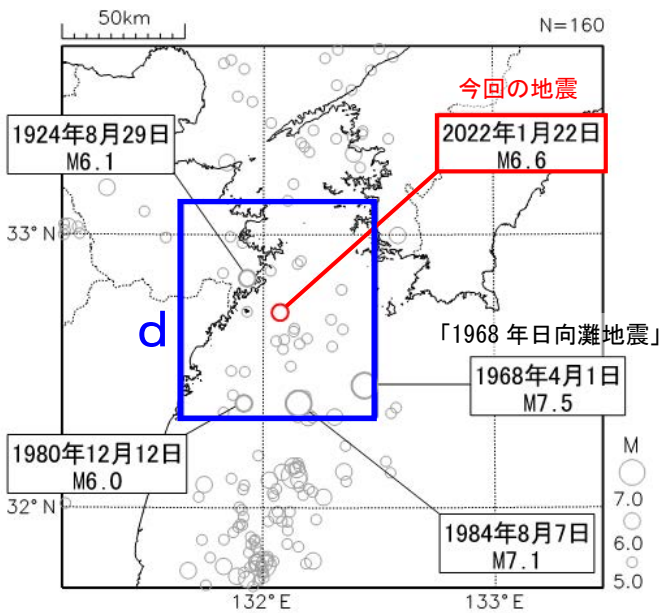 50km
N=160
今回の地震
1924年8月29日
M6.1
2022年1月22日
M6.6
33°N
d
「1968 年日向灘地震」
1968年4月1日
M7.5
1980年12月12日
M6.0
M
7.0
6.0
5.0
32°N
1984年8月7日
M7.1
132°E
133°E